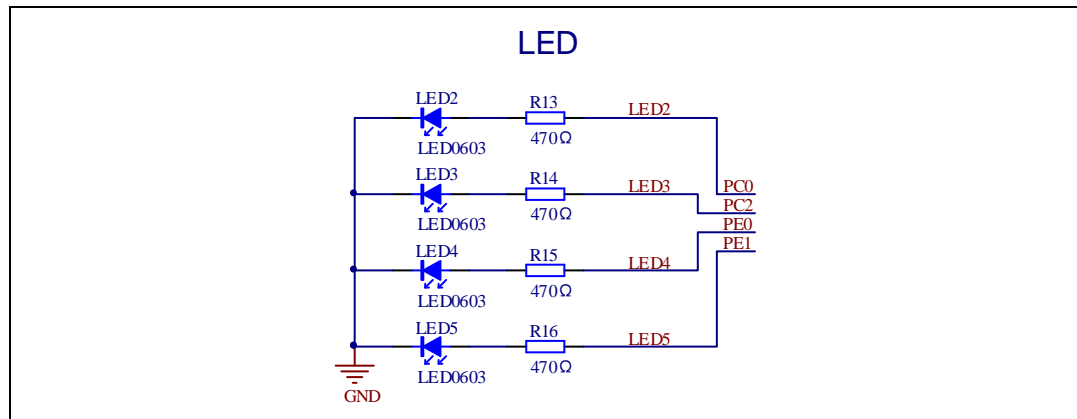 LED
LED2 R13 LED2
LED0603 470Ω
LED3 R14 LED3 PC0
LED0603 470Ω PC2
PE0
LED4 R15 LED4 PE1
LED0603 470Ω
LED5 R16 LED5
LED0603 470Ω
GND